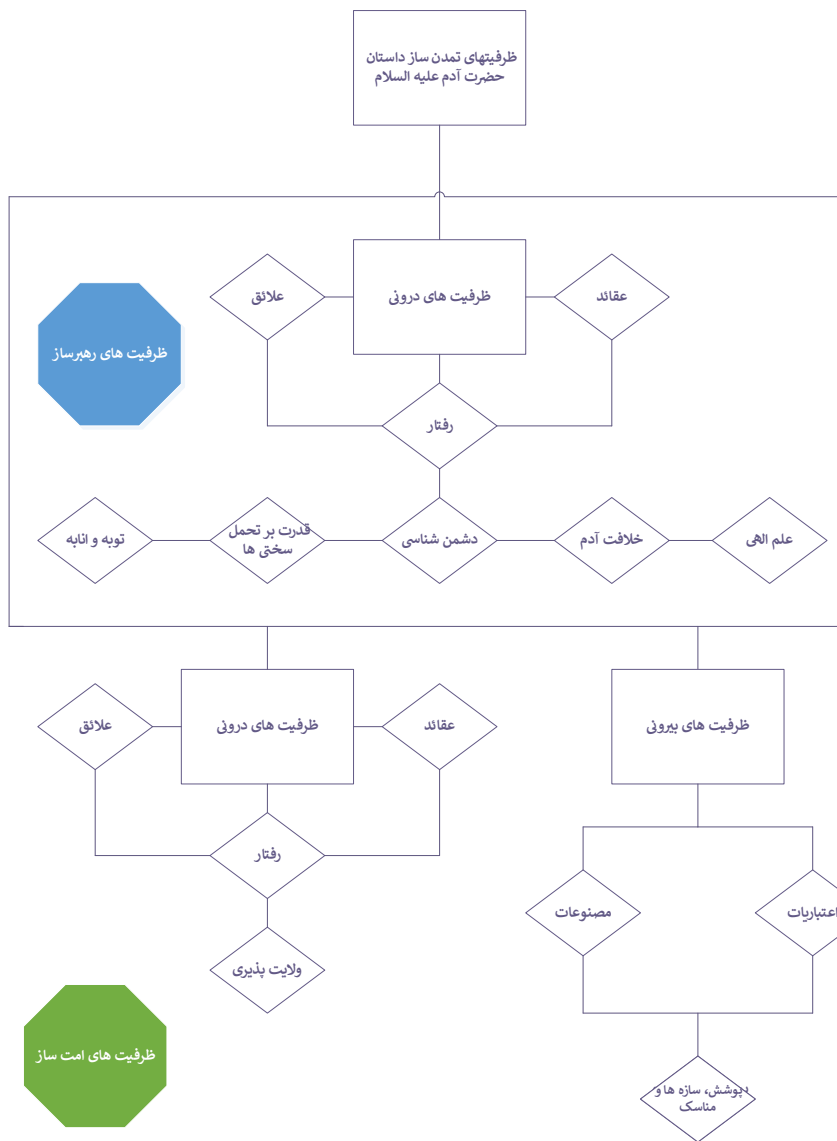 ظرفیتهای تمدن ساز داستان
حضرت آدم علیه السلام
عقائد
ظرفیت های درونی
علائق
ظرفیت های رهبرساز
رفتار
علم الهی
خلافت آدم
دشمن شناسی
قدرت بر تحمل
سختی ها
توبه و انابه
ظرفیت های بیرونی
عقائد
ظرفیت های درونی
علائق
رفتار
اعتباریات
مصنوعات
ولایت پذیری
ظرفیت های امت ساز
پوشش، سازه ها و
مناسک